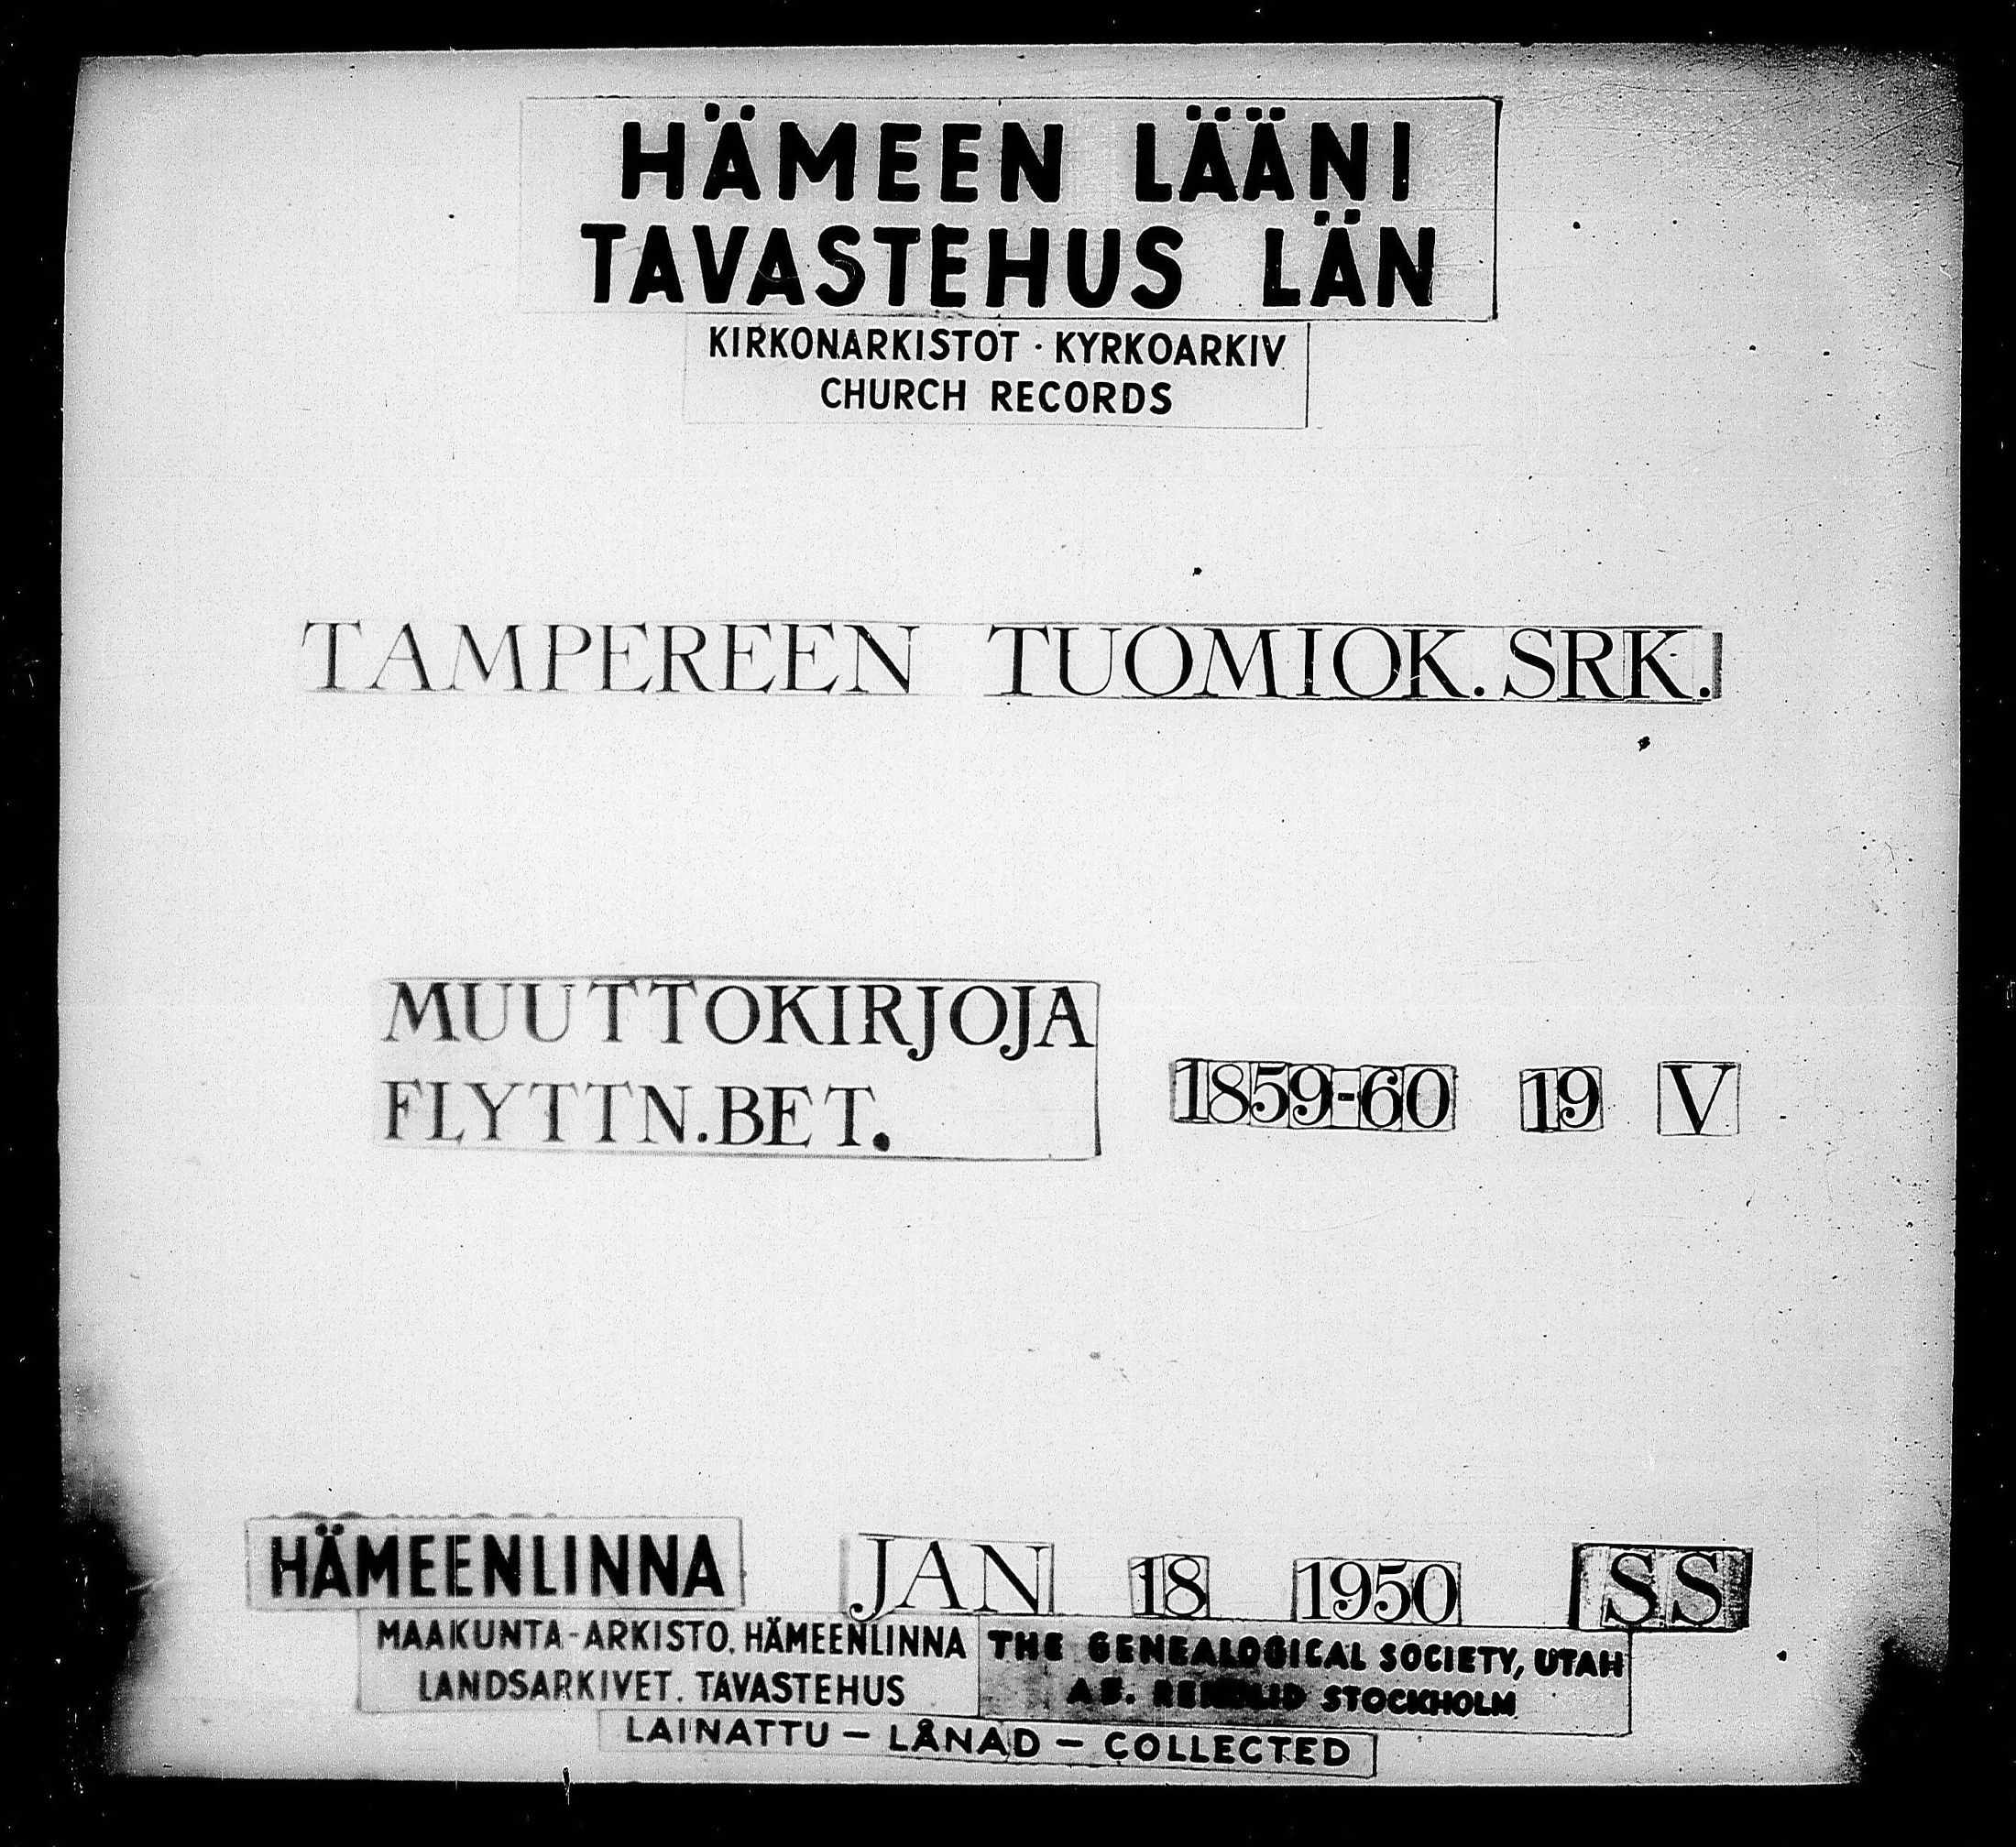 HÄMEEN LÄÄNI
TAVASTEHUS LÄN
KIRKONARKISTOT · KYRKOARKIV
CHURCH RECORDS
TAMPEREEN TUOMIOK. SRK.
MUUTTOKIRJOJA
FLYTTN.BET.
1859-60 19 V
HÄMEENLINNA JAN 18 1950 SS
MAAKUNTA-ARKISTO, HÄMEENLINNA
LANDSARKIVET. TAVASTEHUS
THE GENEALOGICAL SOCIETY, UTAH
AB. STOCKHOLM
LAINATTU — LÅNAD — COLLECTED